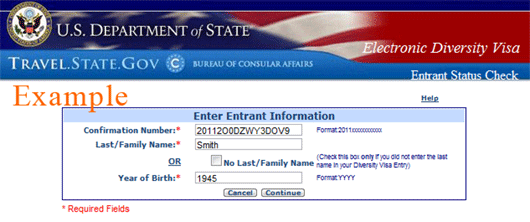 U.S. DEPARTMENT of STATE
Electronic Diversity Visa
TRAVEL.STATE.GOV C BUREAU OF CONSULAR AFFAIRS
Entrant Status Check
Example
Help
Enter Entrant Information
Confirmation Number:* 20112O0DZWY3DOV9 Format:2011xxxxxxxxxxxx
Last/Family Name:* Smith
OR No Last/Family Name (Check this box only if you did not enter the last
name in your Diversity Visa Entry)
Year of Birth:* 1945 Format:YYYY
Cancel Continue
* Required Fields